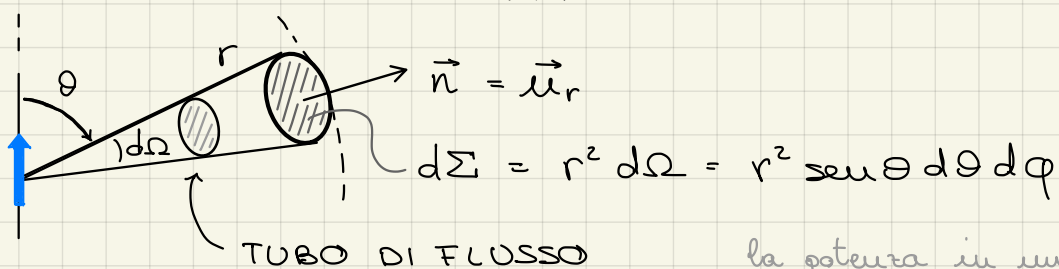 r
θ
n⃗ = u⃗r
dΩ
dΣ = r² dΩ = r² senθ dθ dφ
TUBO DI FLUSSO
la potenza in